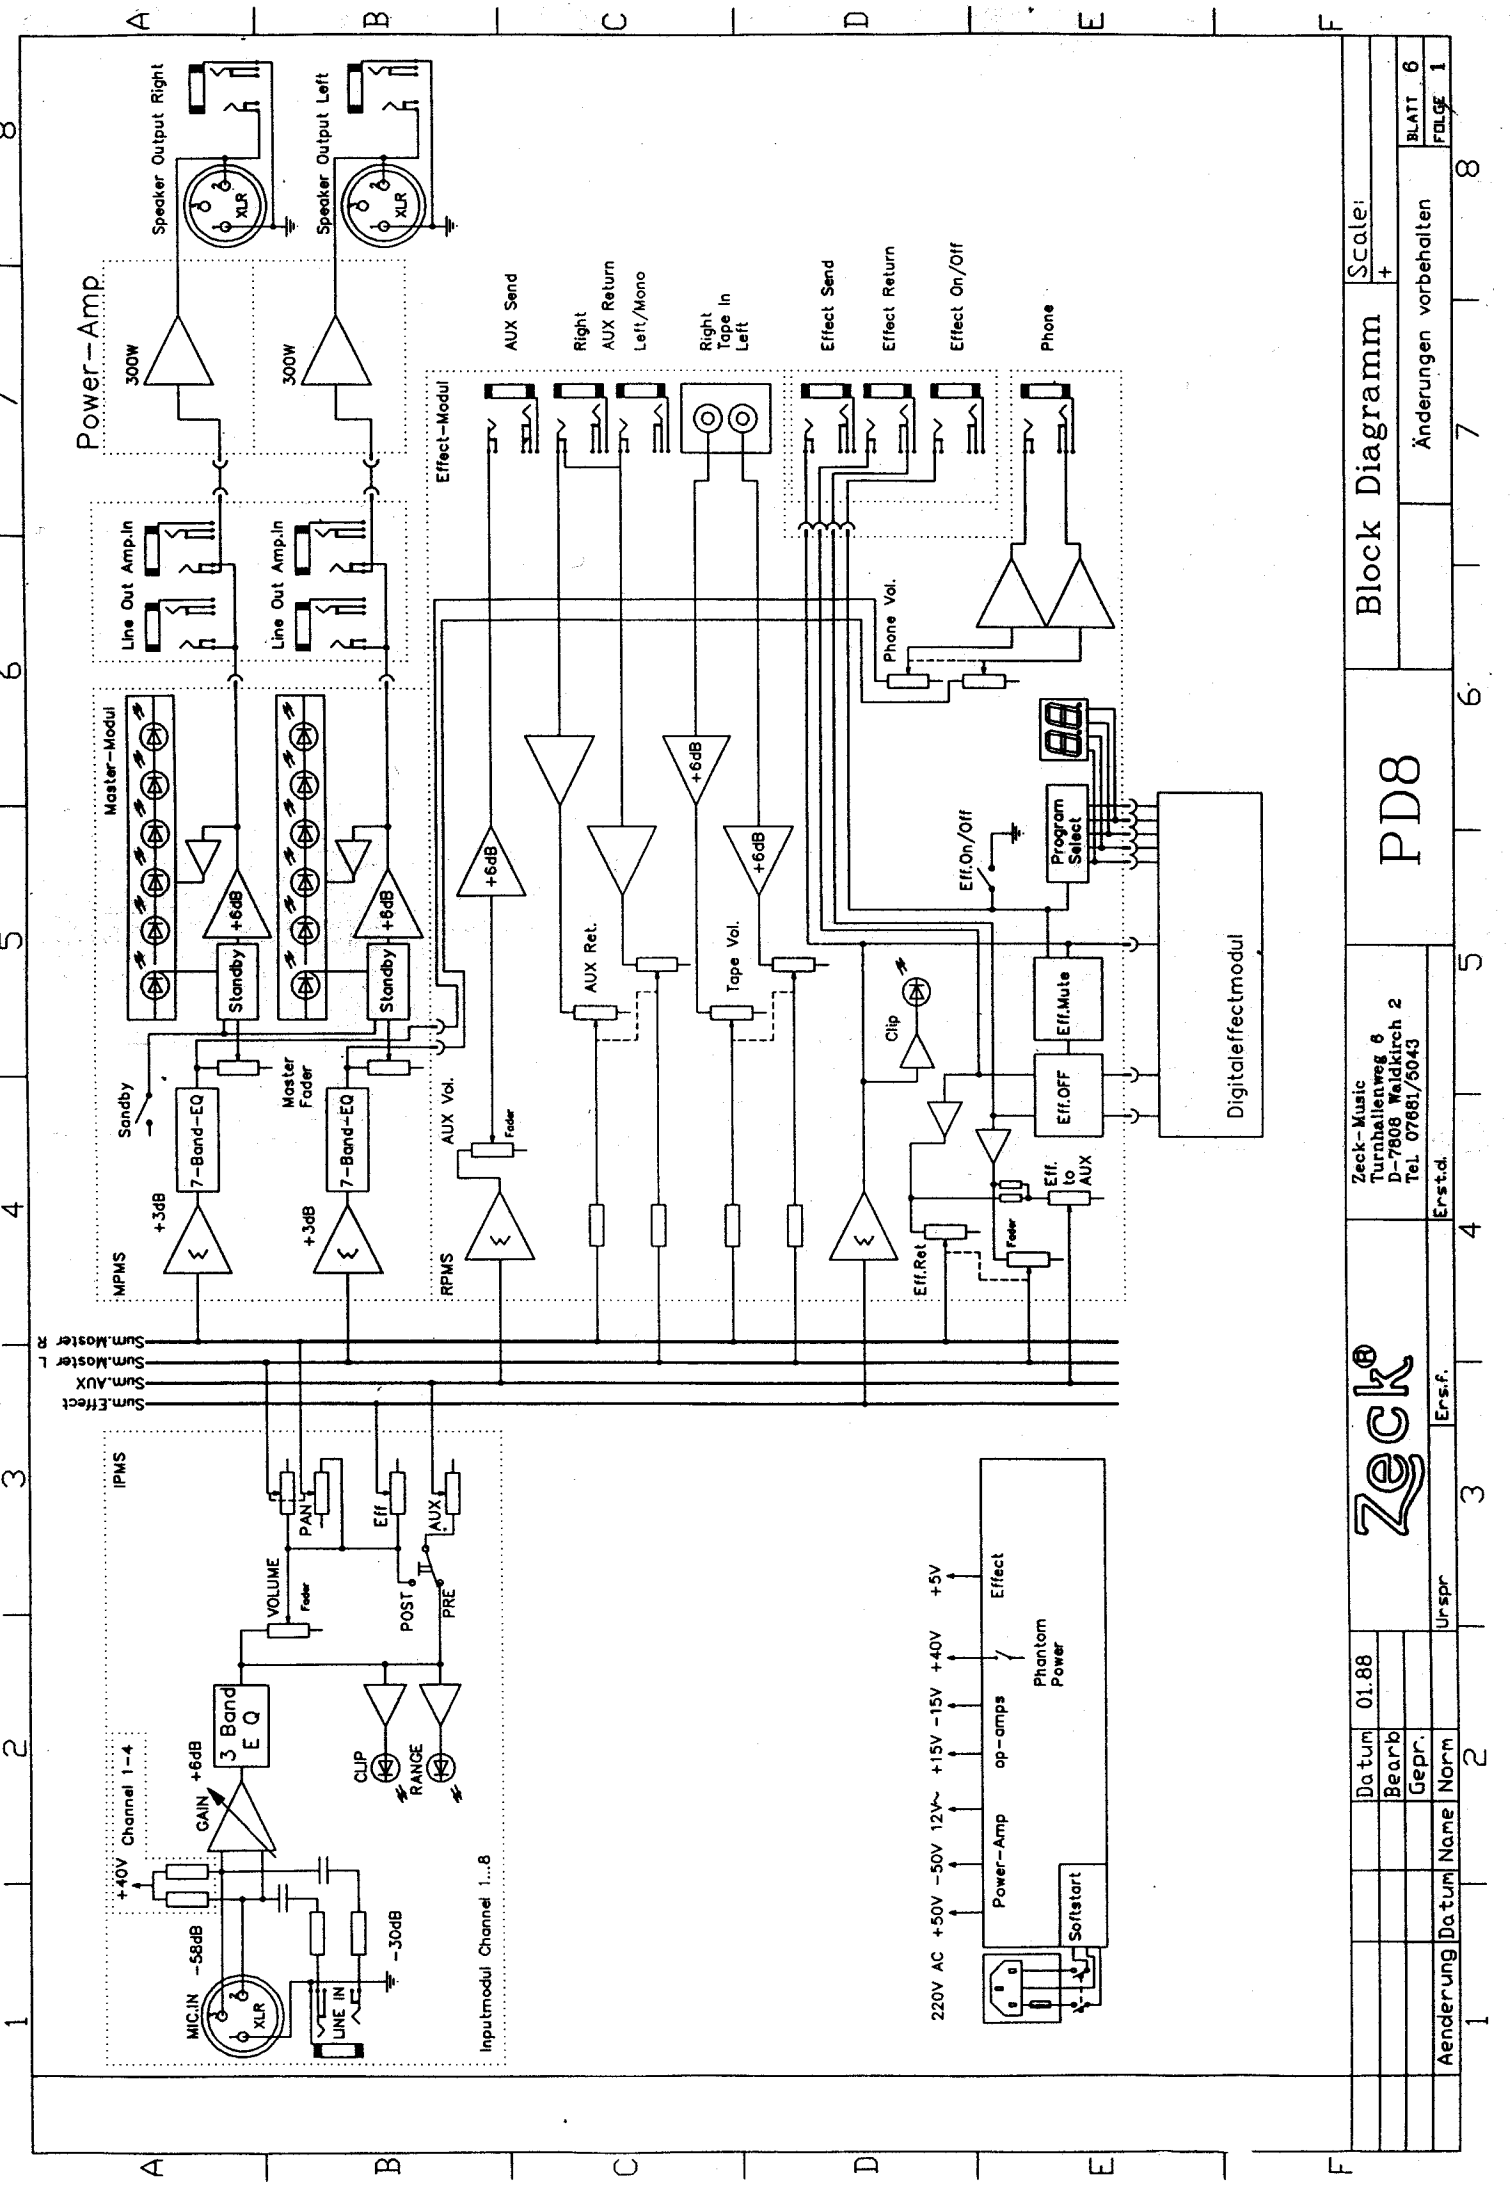 1
2
3
4
5
6
7
8
A
B
C
D
E
F
MIC.IN -58dB
XLR
LINE IN
-30dB
+40V
Channel 1-4
GAIN
+6dB
3 Band
E Q
CLIP
RANGE
VOLUME
Fader
POST
PRE
PAN
Eff
AUX
IPMS
Inputmodul Channel 1...8
Sum.Master R
Sum.Master L
Sum.AUX
Sum.Effect
MPMS
+3dB
7-Band-EQ
Sandby
Master
Fader
Standby
+6dB
Master-Modul
+3dB
7-Band-EQ
Standby
+6dB
Line Out Amp.In
Line Out Amp.In
Power-Amp
300W
300W
Speaker Output Right
XLR
Speaker Output Left
XLR
RPMS
AUX Vol.
Fader
+6dB
Effect-Modul
AUX Send
AUX Ret.
Right
AUX Return
Left/Mono
Tape Vol.
+6dB
+6dB
Right
Tape In
Left
Clip
Effect Send
Effect Return
Effect On/Off
Phone
Phone Vol.
Eff.Ret
Fader
Eff.
to
AUX
Eff.OFF
Eff.Mute
Eff.On/Off
Program
Select
Digitaleffectmodul
220V AC +50V -50V 12V~ +15V -15V +40V +5V
Power-Amp
op-amps
Phantom
Power
Effect
Softstart
Aenderung
Datum
Name
Norm
Datum 01.88
Bearb
Gepr.
Urspr
Ers.f.
Erst.d.
Zeck®
Zeck-Music
Turnhallenweg 6
D-7808 Waldkirch 2
Tel. 07681/5043
PD8
Block Diagramm
Scale:
+
Änderungen vorbehalten
BLATT 6
FOLGE 1
1
2
3
4
5
6
7
8
A
B
C
D
E
F